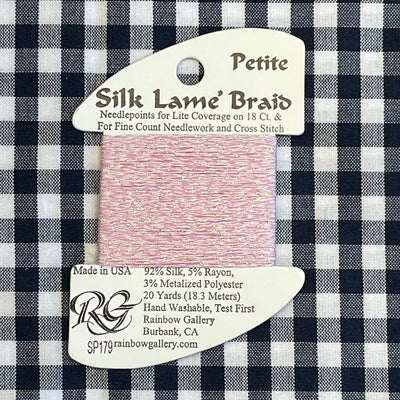 Petite
Silk Lame' Braid
Needlepoints for Lite Coverage on 18 Ct. &
For Fine Count Needlework and Cross Stitch
Made in USA 92% Silk, 5% Rayon,
3% Metalized Polyester
20 Yards (18.3 Meters)
Hand Washable, Test First
Rainbow Gallery
Burbank, CA
RG
SP179 rainbowgallery.com